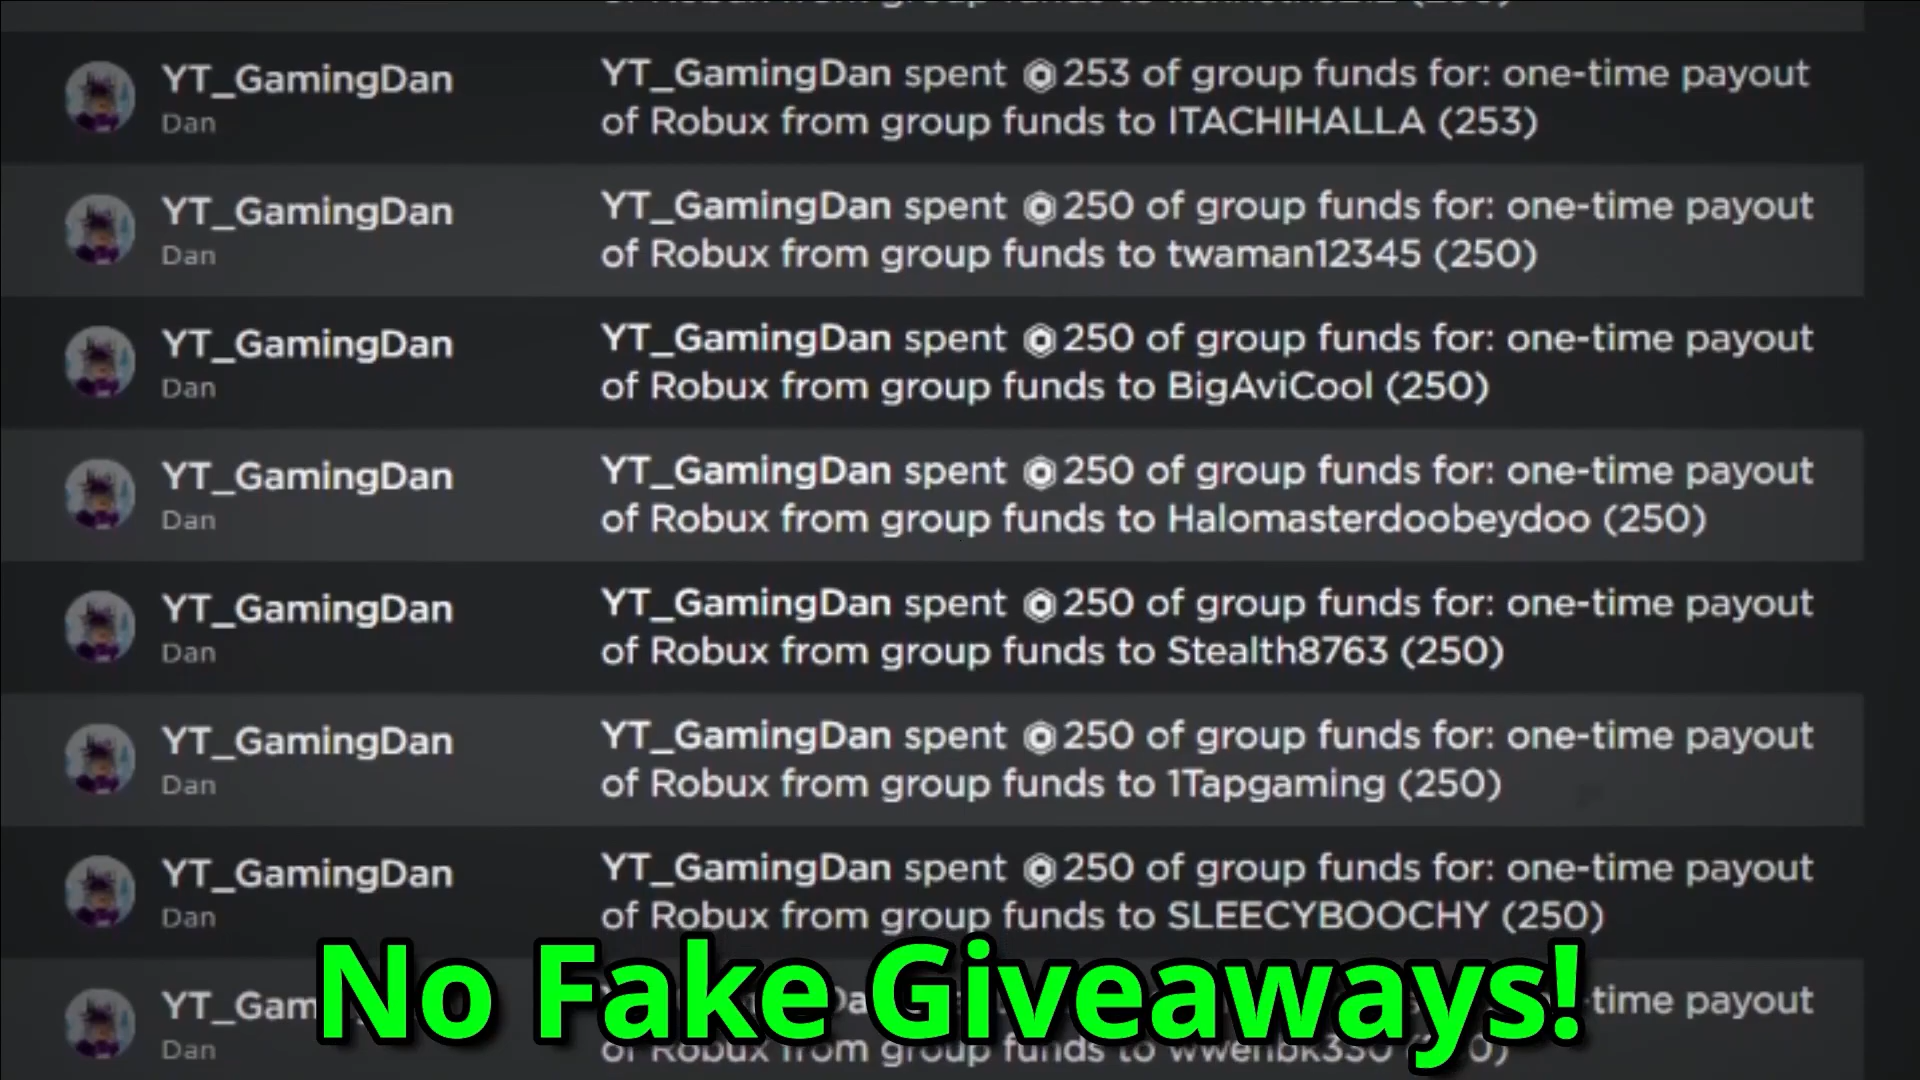 YT_GamingDan
Dan
YT_GamingDan spent 253 of group funds for: one-time payout
of Robux from group funds to ITACHIHALLA (253)
YT_GamingDan
Dan
YT_GamingDan spent 250 of group funds for: one-time payout
of Robux from group funds to twaman12345 (250)
YT_GamingDan
Dan
YT_GamingDan spent 250 of group funds for: one-time payout
of Robux from group funds to BigAviCool (250)
YT_GamingDan
Dan
YT_GamingDan spent 250 of group funds for: one-time payout
of Robux from group funds to Halomasterdoobeydoo (250)
YT_GamingDan
Dan
YT_GamingDan spent 250 of group funds for: one-time payout
of Robux from group funds to Stealth8763 (250)
YT_GamingDan
Dan
YT_GamingDan spent 250 of group funds for: one-time payout
of Robux from group funds to 1Tapgaming (250)
YT_GamingDan
Dan
YT_GamingDan spent 250 of group funds for: one-time payout
of Robux from group funds to SLEECYBOOCHY (250)
No Fake Giveaways!
Dan
payout
of Robux from group funds to